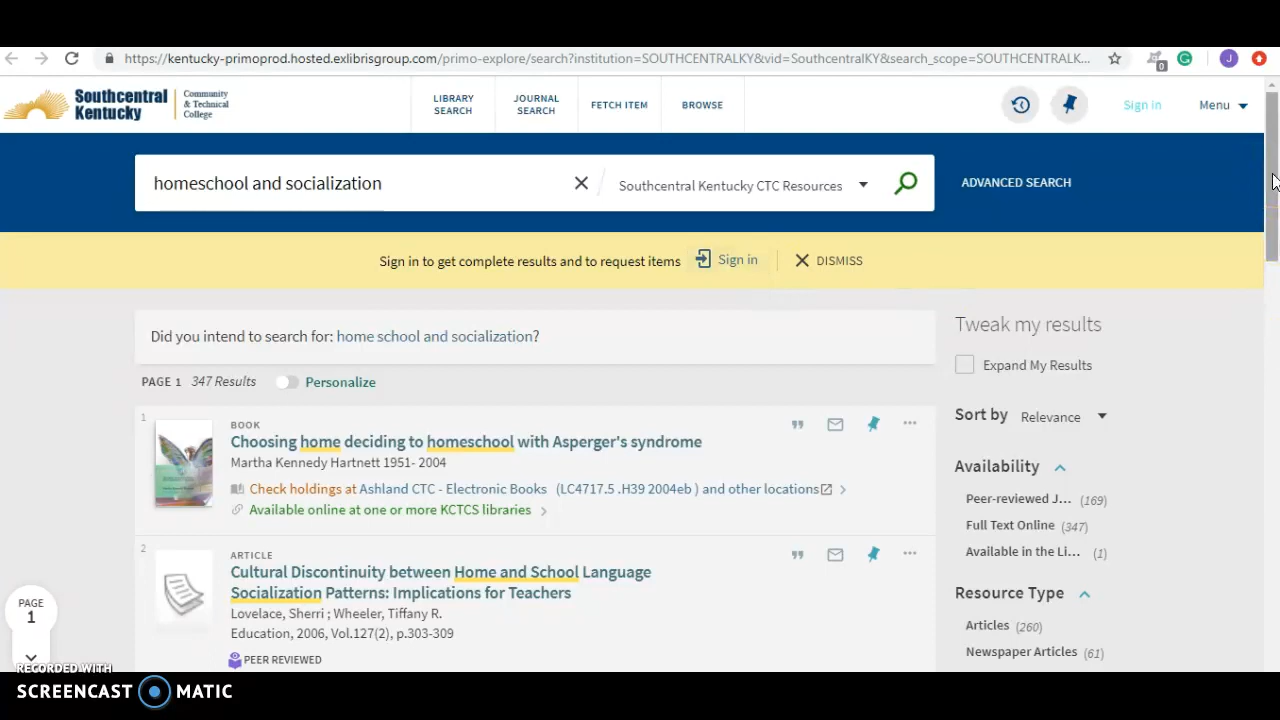 https://kentucky-primoprod.hosted.exlibrisgroup.com/primo-explore/search?institution=SOUTHCENTRALKY&vid=SouthcentralKY&search_scope=SOUTHCENTRALK...
0
J
Southcentral
Kentucky
Community
& Technical
College
LIBRARY
SEARCH
JOURNAL
SEARCH
FETCH ITEM
BROWSE
Sign in
Menu
homeschool and socialization
Southcentral Kentucky CTC Resources
ADVANCED SEARCH
Sign in to get complete results and to request items
Sign in
DISMISS
Did you intend to search for: home school and socialization?
PAGE 1 347 Results
Personalize
1
BOOK
Choosing home deciding to homeschool with Asperger's syndrome
Martha Kennedy Hartnett 1951- 2004
Check holdings at Ashland CTC - Electronic Books (LC4717.5 .H39 2004eb ) and other locations
Available online at one or more KCTCS libraries
2
ARTICLE
Cultural Discontinuity between Home and School Language
Socialization Patterns: Implications for Teachers
Lovelace, Sherri ; Wheeler, Tiffany R.
Education, 2006, Vol.127(2), p.303-309
PEER REVIEWED
Tweak my results
Expand My Results
Sort by Relevance
Availability
Peer-reviewed J... (169)
Full Text Online (347)
Available in the Li... (1)
Resource Type
Articles (260)
Newspaper Articles (61)
PAGE
1
RECORDED WITH
SCREENCAST MATIC